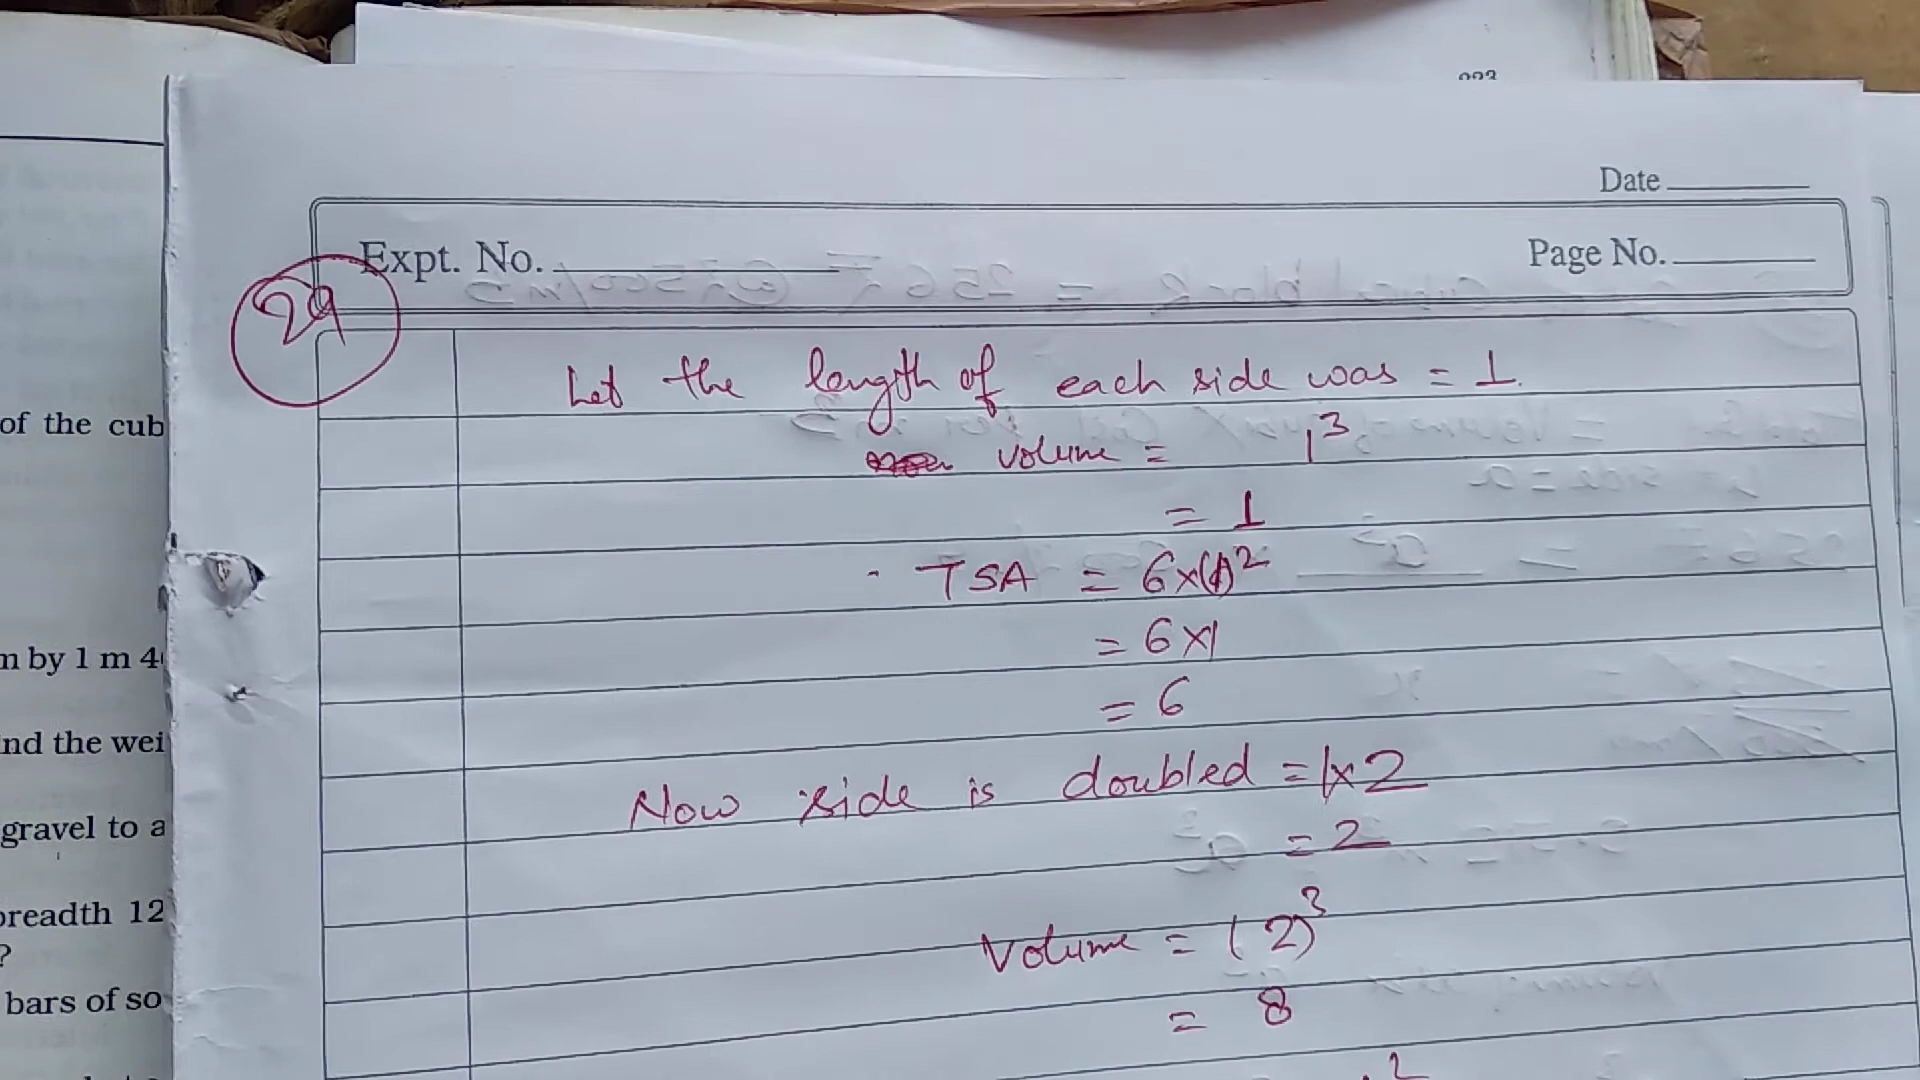 Date
Expt. No.
Page No.
29
Let the length of each side was = 1.
volume = 1³
= 1
TSA = 6×(1)²
= 6×1
= 6
Now side is doubled = 1×2
= 2
Volume = (2)³
= 8
2
of the cub
m by 1 m 4
nd the wei
gravel to a
breadth 12
?
bars of so